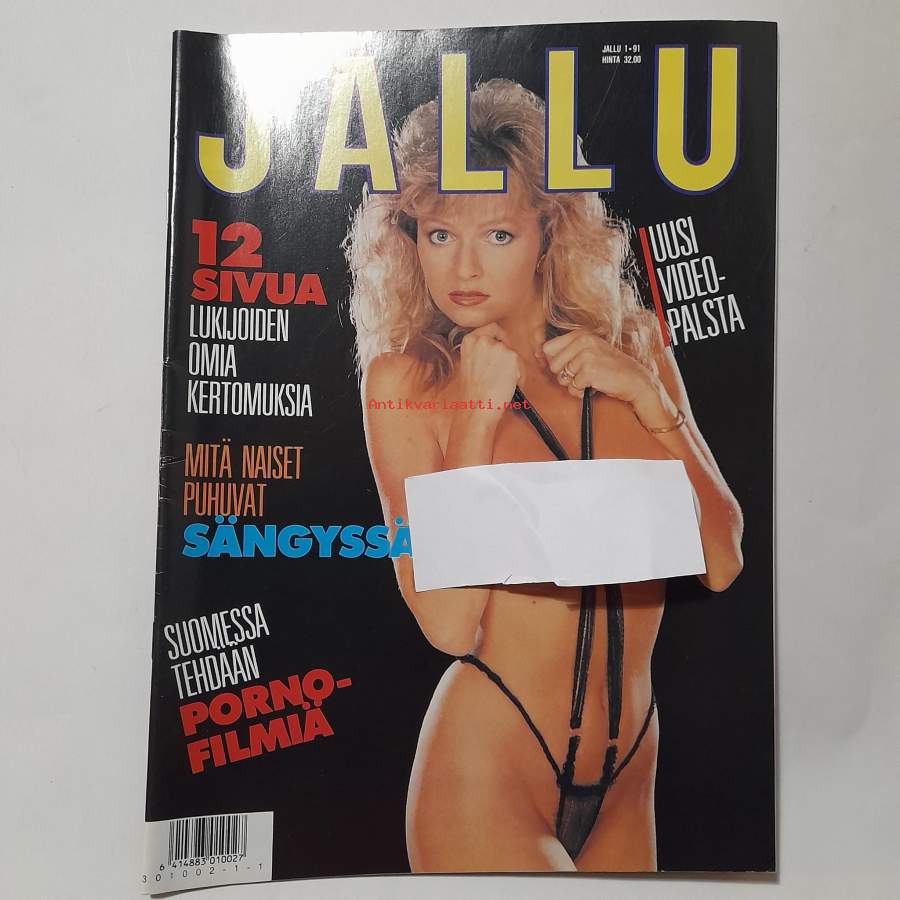 JALLU
JALLU 1•91
HINTA 32,00
12
SIVUA
LUKIJOIDEN
OMIA
KERTOMUKSIA
UUSI
VIDEO-
PALSTA
Antikvariaatti.net
MITÄ NAISET
PUHUVAT
SÄNGYSSÄ
SUOMESSA
TEHDÄÄN
PORNO-
FILMIÄ
6 414883 010027
301002-1-1